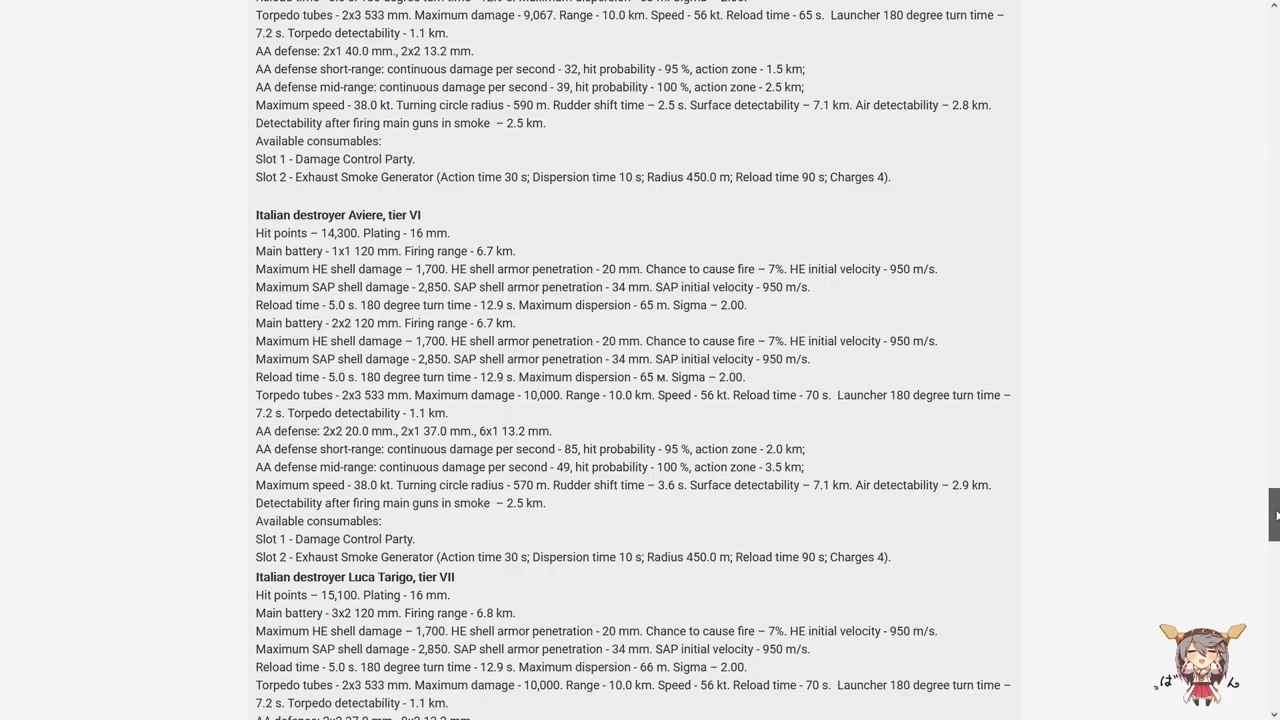 Torpedo tubes - 2x3 533 mm. Maximum damage - 9,067. Range - 10.0 km. Speed - 56 kt. Reload time - 65 s.  Launcher 180 degree turn time –
7.2 s. Torpedo detectability - 1.1 km.
AA defense: 2x1 40.0 mm., 2x2 13.2 mm.
AA defense short-range: continuous damage per second - 32, hit probability - 95 %, action zone - 1.5 km;
AA defense mid-range: continuous damage per second - 39, hit probability - 100 %, action zone - 2.5 km;
Maximum speed - 38.0 kt. Turning circle radius - 590 m. Rudder shift time – 2.5 s. Surface detectability – 7.1 km. Air detectability – 2.8 km.
Detectability after firing main guns in smoke  – 2.5 km.
Available consumables:
Slot 1 - Damage Control Party.
Slot 2 - Exhaust Smoke Generator (Action time 30 s; Dispersion time 10 s; Radius 450.0 m; Reload time 90 s; Charges 4).
Italian destroyer Aviere, tier VI
Hit points – 14,300. Plating - 16 mm.
Main battery - 1x1 120 mm. Firing range - 6.7 km.
Maximum HE shell damage – 1,700. HE shell armor penetration - 20 mm. Chance to cause fire – 7%. HE initial velocity - 950 m/s.
Maximum SAP shell damage - 2,850. SAP shell armor penetration - 34 mm. SAP initial velocity - 950 m/s.
Reload time - 5.0 s. 180 degree turn time - 12.9 s. Maximum dispersion - 65 m. Sigma – 2.00.
Main battery - 2x2 120 mm. Firing range - 6.7 km.
Maximum HE shell damage – 1,700. HE shell armor penetration - 20 mm. Chance to cause fire – 7%. HE initial velocity - 950 m/s.
Maximum SAP shell damage - 2,850. SAP shell armor penetration - 34 mm. SAP initial velocity - 950 m/s.
Reload time - 5.0 s. 180 degree turn time - 12.9 s. Maximum dispersion - 65 м. Sigma – 2.00.
Torpedo tubes - 2x3 533 mm. Maximum damage - 10,000. Range - 10.0 km. Speed - 56 kt. Reload time - 70 s.  Launcher 180 degree turn time –
7.2 s. Torpedo detectability - 1.1 km.
AA defense: 2x2 20.0 mm., 2x1 37.0 mm., 6x1 13.2 mm.
AA defense short-range: continuous damage per second - 85, hit probability - 95 %, action zone - 2.0 km;
AA defense mid-range: continuous damage per second - 49, hit probability - 100 %, action zone - 3.5 km;
Maximum speed - 38.0 kt. Turning circle radius - 570 m. Rudder shift time – 3.6 s. Surface detectability – 7.1 km. Air detectability – 2.9 km.
Detectability after firing main guns in smoke  – 2.5 km.
Available consumables:
Slot 1 - Damage Control Party.
Slot 2 - Exhaust Smoke Generator (Action time 30 s; Dispersion time 10 s; Radius 450.0 m; Reload time 90 s; Charges 4).
Italian destroyer Luca Tarigo, tier VII
Hit points – 15,100. Plating - 16 mm.
Main battery - 3x2 120 mm. Firing range - 6.8 km.
Maximum HE shell damage – 1,700. HE shell armor penetration - 20 mm. Chance to cause fire – 7%. HE initial velocity - 950 m/s.
Maximum SAP shell damage - 2,850. SAP shell armor penetration - 34 mm. SAP initial velocity - 950 m/s.
Reload time - 5.0 s. 180 degree turn time - 12.9 s. Maximum dispersion - 66 m. Sigma – 2.00.
Torpedo tubes - 2x3 533 mm. Maximum damage - 10,000. Range - 10.0 km. Speed - 56 kt. Reload time - 70 s.  Launcher 180 degree turn time –
7.2 s. Torpedo detectability - 1.1 km.
っぱ ん